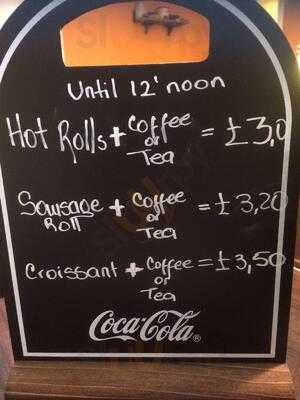 Until 12' noon
Hot Rolls + Coffee or Tea = £3,0
Sausage Roll + Coffee or Tea = £3,20
Croissant + Coffee or Tea = £3,50
Coca-Cola®